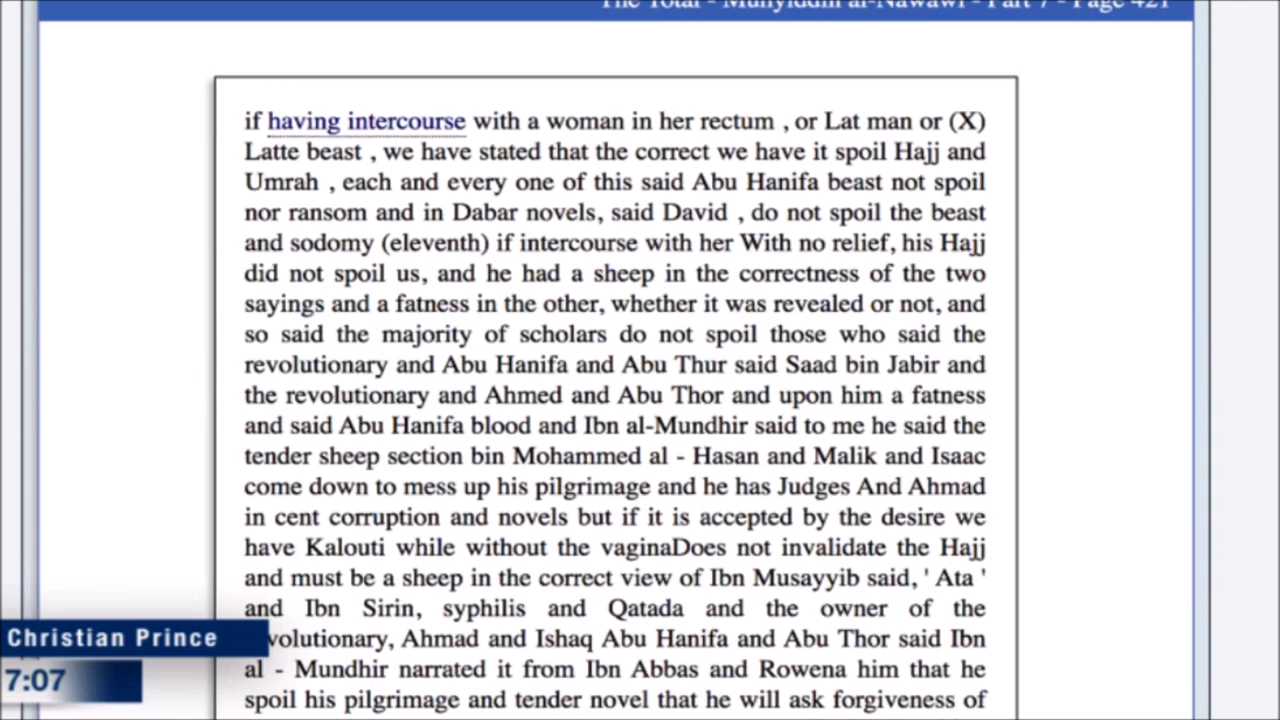 The Total - Muhyiddin al-Nawawi - Part 7 - Page 421
if having intercourse with a woman in her rectum , or Lat man or (X)
Latte beast , we have stated that the correct we have it spoil Hajj and
Umrah , each and every one of this said Abu Hanifa beast not spoil
nor ransom and in Dabar novels, said David , do not spoil the beast
and sodomy (eleventh) if intercourse with her With no relief, his Hajj
did not spoil us, and he had a sheep in the correctness of the two
sayings and a fatness in the other, whether it was revealed or not, and
so said the majority of scholars do not spoil those who said the
revolutionary and Abu Hanifa and Abu Thur said Saad bin Jabir and
the revolutionary and Ahmed and Abu Thor and upon him a fatness
and said Abu Hanifa blood and Ibn al-Mundhir said to me he said the
tender sheep section bin Mohammed al - Hasan and Malik and Isaac
come down to mess up his pilgrimage and he has Judges And Ahmad
in cent corruption and novels but if it is accepted by the desire we
have Kalouti while without the vaginaDoes not invalidate the Hajj
and must be a sheep in the correct view of Ibn Musayyib said, ' Ata '
and Ibn Sirin, syphilis and Qatada and the owner of the
volutionary, Ahmad and Ishaq Abu Hanifa and Abu Thor said Ibn
al - Mundhir narrated it from Ibn Abbas and Rowena him that he
spoil his pilgrimage and tender novel that he will ask forgiveness of
Christian Prince
7:07